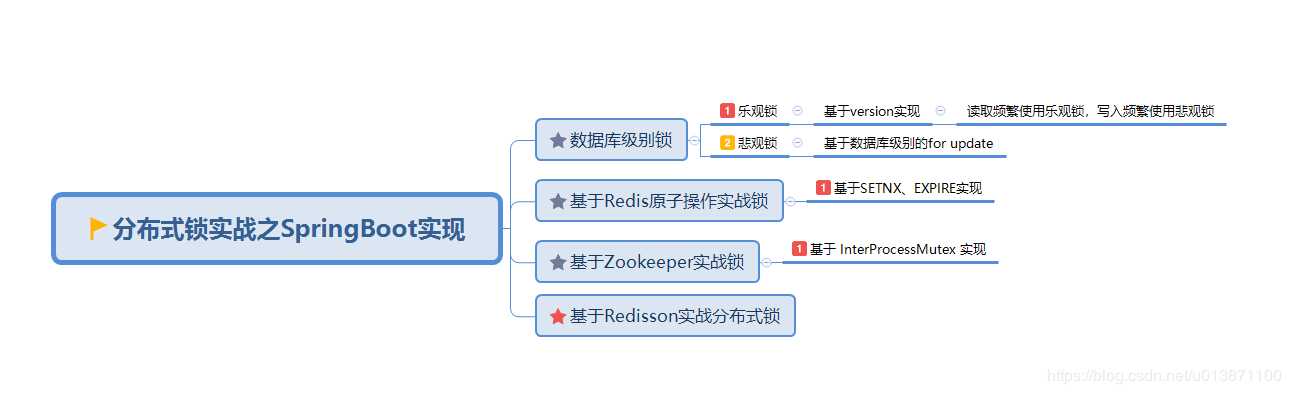 分布式锁实战之SpringBoot实现
数据库级别锁
1 乐观锁
基于version实现
读取频繁使用乐观锁，写入频繁使用悲观锁
2 悲观锁
基于数据库级别的for update
基于Redis原子操作实战锁
1 基于SETNX、EXPIRE实现
基于Zookeeper实战锁
1 基于 InterProcessMutex 实现
基于Redisson实战分布式锁
https://blog.csdn.net/u013871100